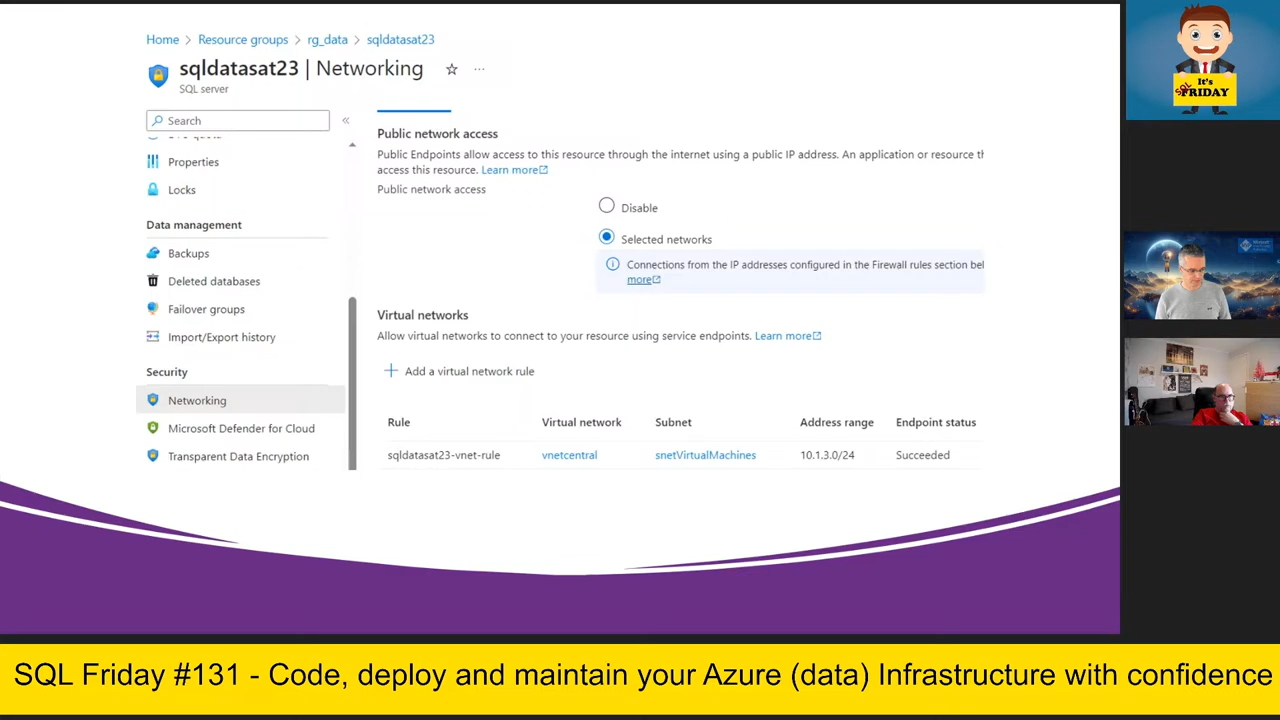 Home > Resource groups > rg_data > sqldatasat23
sqldatasat23 | Networking ☆ ...
SQL server
Search «
Properties
Locks
Data management
Backups
Deleted databases
Failover groups
Import/Export history
Security
Networking
Microsoft Defender for Cloud
Transparent Data Encryption
Public network access
Public Endpoints allow access to this resource through the internet using a public IP address. An application or resource th
access this resource. Learn more
Public network access
Disable
Selected networks
Connections from the IP addresses configured in the Firewall rules section bel
more
Virtual networks
Allow virtual networks to connect to your resource using service endpoints. Learn more
+ Add a virtual network rule
Rule Virtual network Subnet Address range Endpoint status
sqldatasat23-vnet-rule vnetcentral snetVirtualMachines 10.1.3.0/24 Succeeded
It's
SQL
FRIDAY
SQL Friday #131 - Code, deploy and maintain your Azure (data) Infrastructure with confidence